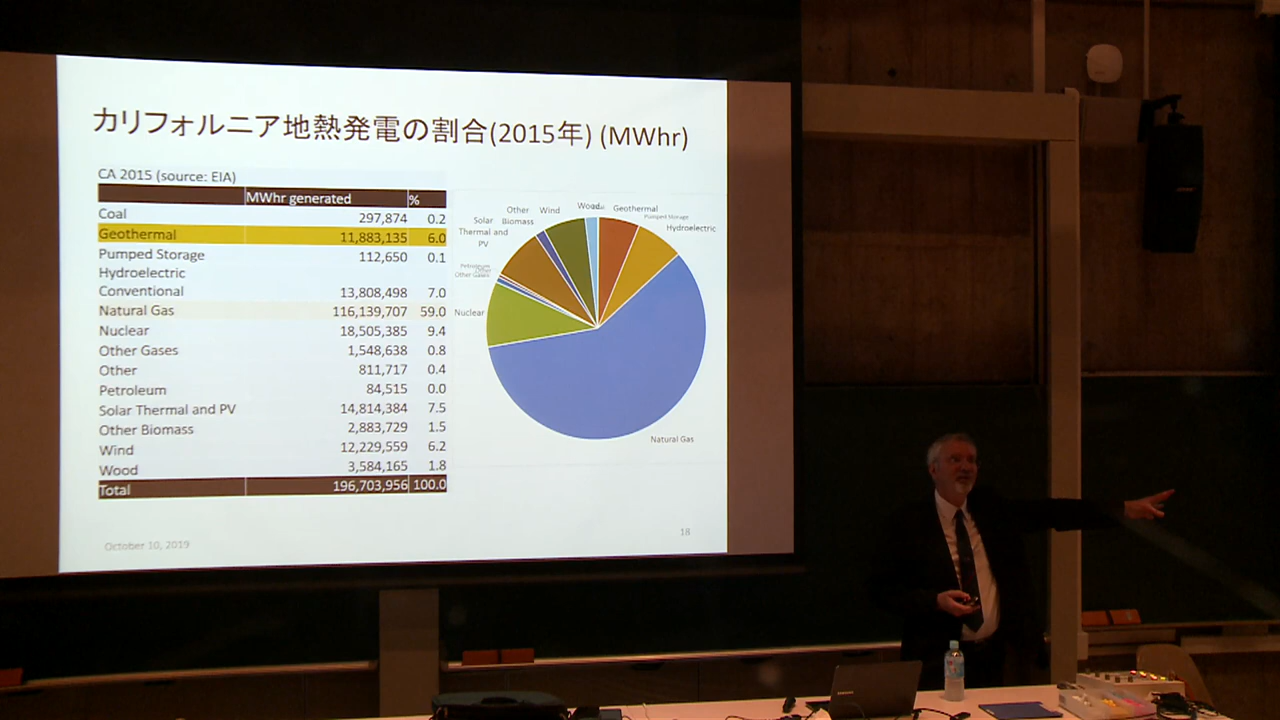 カリフォルニア地熱発電の割合(2015年) (MWhr)
CA 2015 (source: EIA)
MWhr generated %
Coal 297,874 0.2
Geothermal 11,883,135 6.0
Pumped Storage 112,650 0.1
Hydroelectric
Conventional 13,808,498 7.0
Natural Gas 116,139,707 59.0
Nuclear 18,505,385 9.4
Other Gases 1,548,638 0.8
Other 811,717 0.4
Petroleum 84,515 0.0
Solar Thermal and PV 14,814,384 7.5
Other Biomass 2,883,729 1.5
Wind 12,229,559 6.2
Wood 3,584,165 1.8
Total 196,703,956 100.0
Geothermal
Pumped Storage
Hydroelectric
Natural Gas
Nuclear
Other Gases
Petroleum
Solar
Thermal and
PV
Other
Biomass
Wind
Wood
October 10, 2019
18
SAMSUNG